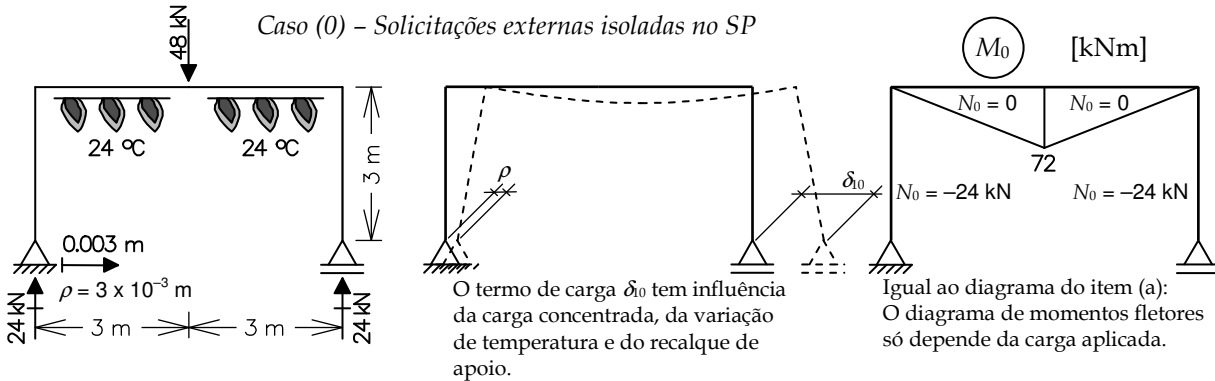 Caso (0) – Solicitações externas isoladas no SP
48 kN
24 ºC
24 ºC
3 m
0.003 m
ρ = 3 x 10⁻³ m
24 kN
24 kN
3 m
3 m
ρ
δ₁₀
O termo de carga δ₁₀ tem influência
da carga concentrada, da variação
de temperatura e do recalque de
apoio.
M₀
[kNm]
N₀ = 0
N₀ = 0
72
N₀ = −24 kN
N₀ = −24 kN
Igual ao diagrama do item (a):
O diagrama de momentos fletores
só depende da carga aplicada.